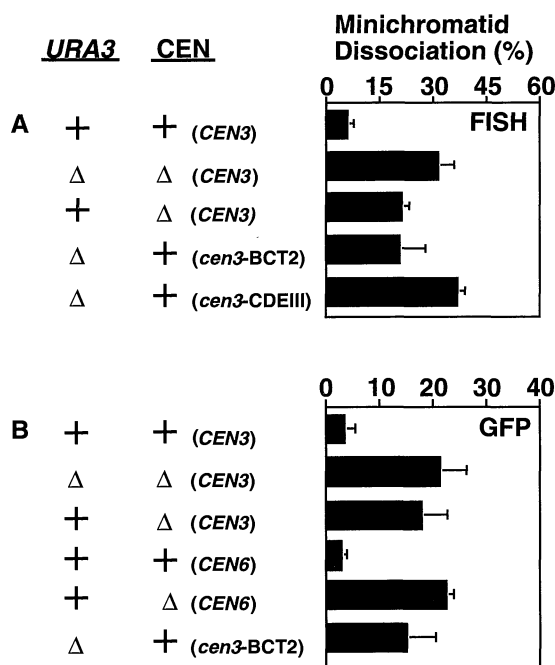 URA3 CEN Minichromatid Dissociation (%)
0 15 30 45 60
A + + (CEN3) FISH
Δ Δ (CEN3)
+ Δ (CEN3)
Δ + (cen3-BCT2)
Δ + (cen3-CDEIII)
0 10 20 30 40
B + + (CEN3) GFP
Δ Δ (CEN3)
+ Δ (CEN3)
+ + (CEN6)
+ Δ (CEN6)
Δ + (cen3-BCT2)